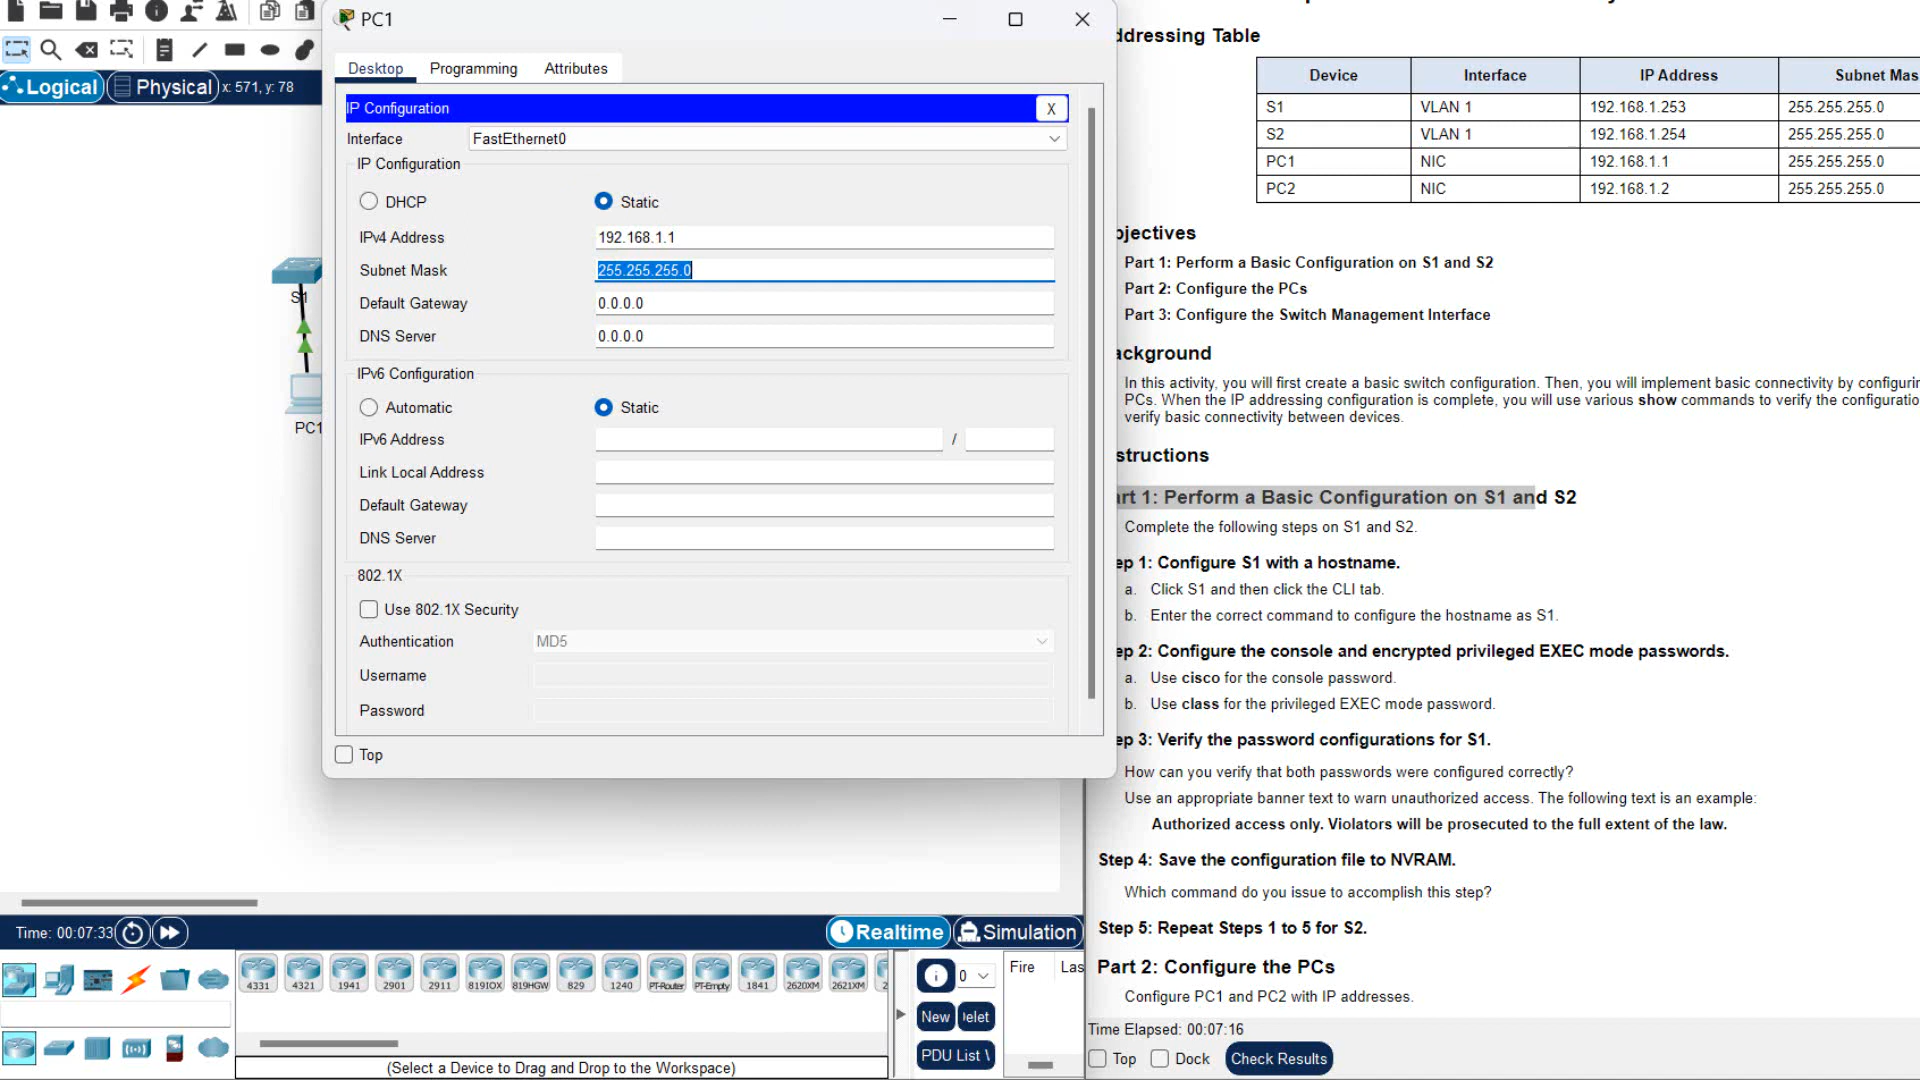 PC1
Desktop
Programming
Attributes
Logical
Physical
x: 571, y: 78
IP Configuration
X
Interface
FastEthernet0
IP Configuration
DHCP
Static
IPv4 Address
192.168.1.1
Subnet Mask
255.255.255.0
Default Gateway
0.0.0.0
DNS Server
0.0.0.0
IPv6 Configuration
Automatic
Static
IPv6 Address
/
Link Local Address
Default Gateway
DNS Server
802.1X
Use 802.1X Security
Authentication
MD5
Username
Password
Top
S1
PC1
ddressing Table
Device Interface IP Address Subnet Mas
S1 VLAN 1 192.168.1.253 255.255.255.0
S2 VLAN 1 192.168.1.254 255.255.255.0
PC1 NIC 192.168.1.1 255.255.255.0
PC2 NIC 192.168.1.2 255.255.255.0
bjectives
Part 1: Perform a Basic Configuration on S1 and S2
Part 2: Configure the PCs
Part 3: Configure the Switch Management Interface
ackground
In this activity, you will first create a basic switch configuration. Then, you will implement basic connectivity by configurin
PCs. When the IP addressing configuration is complete, you will use various show commands to verify the configuratio
verify basic connectivity between devices.
structions
art 1: Perform a Basic Configuration on S1 and S2
Complete the following steps on S1 and S2.
ep 1: Configure S1 with a hostname.
a. Click S1 and then click the CLI tab.
b. Enter the correct command to configure the hostname as S1.
ep 2: Configure the console and encrypted privileged EXEC mode passwords.
a. Use cisco for the console password.
b. Use class for the privileged EXEC mode password.
ep 3: Verify the password configurations for S1.
How can you verify that both passwords were configured correctly?
Use an appropriate banner text to warn unauthorized access. The following text is an example:
Authorized access only. Violators will be prosecuted to the full extent of the law.
Step 4: Save the configuration file to NVRAM.
Which command do you issue to accomplish this step?
Step 5: Repeat Steps 1 to 5 for S2.
Part 2: Configure the PCs
Configure PC1 and PC2 with IP addresses.
Time Elapsed: 00:07:16
Top
Dock
Check Results
Time: 00:07:33
Realtime
Simulation
4331
4321
1941
2901
2911
819IOX
819HGW
829
1240
PT-Router
PT-Empty
1841
2620XM
2621XM
2
(Select a Device to Drag and Drop to the Workspace)
0
Fire
Las
New
elet
PDU List \